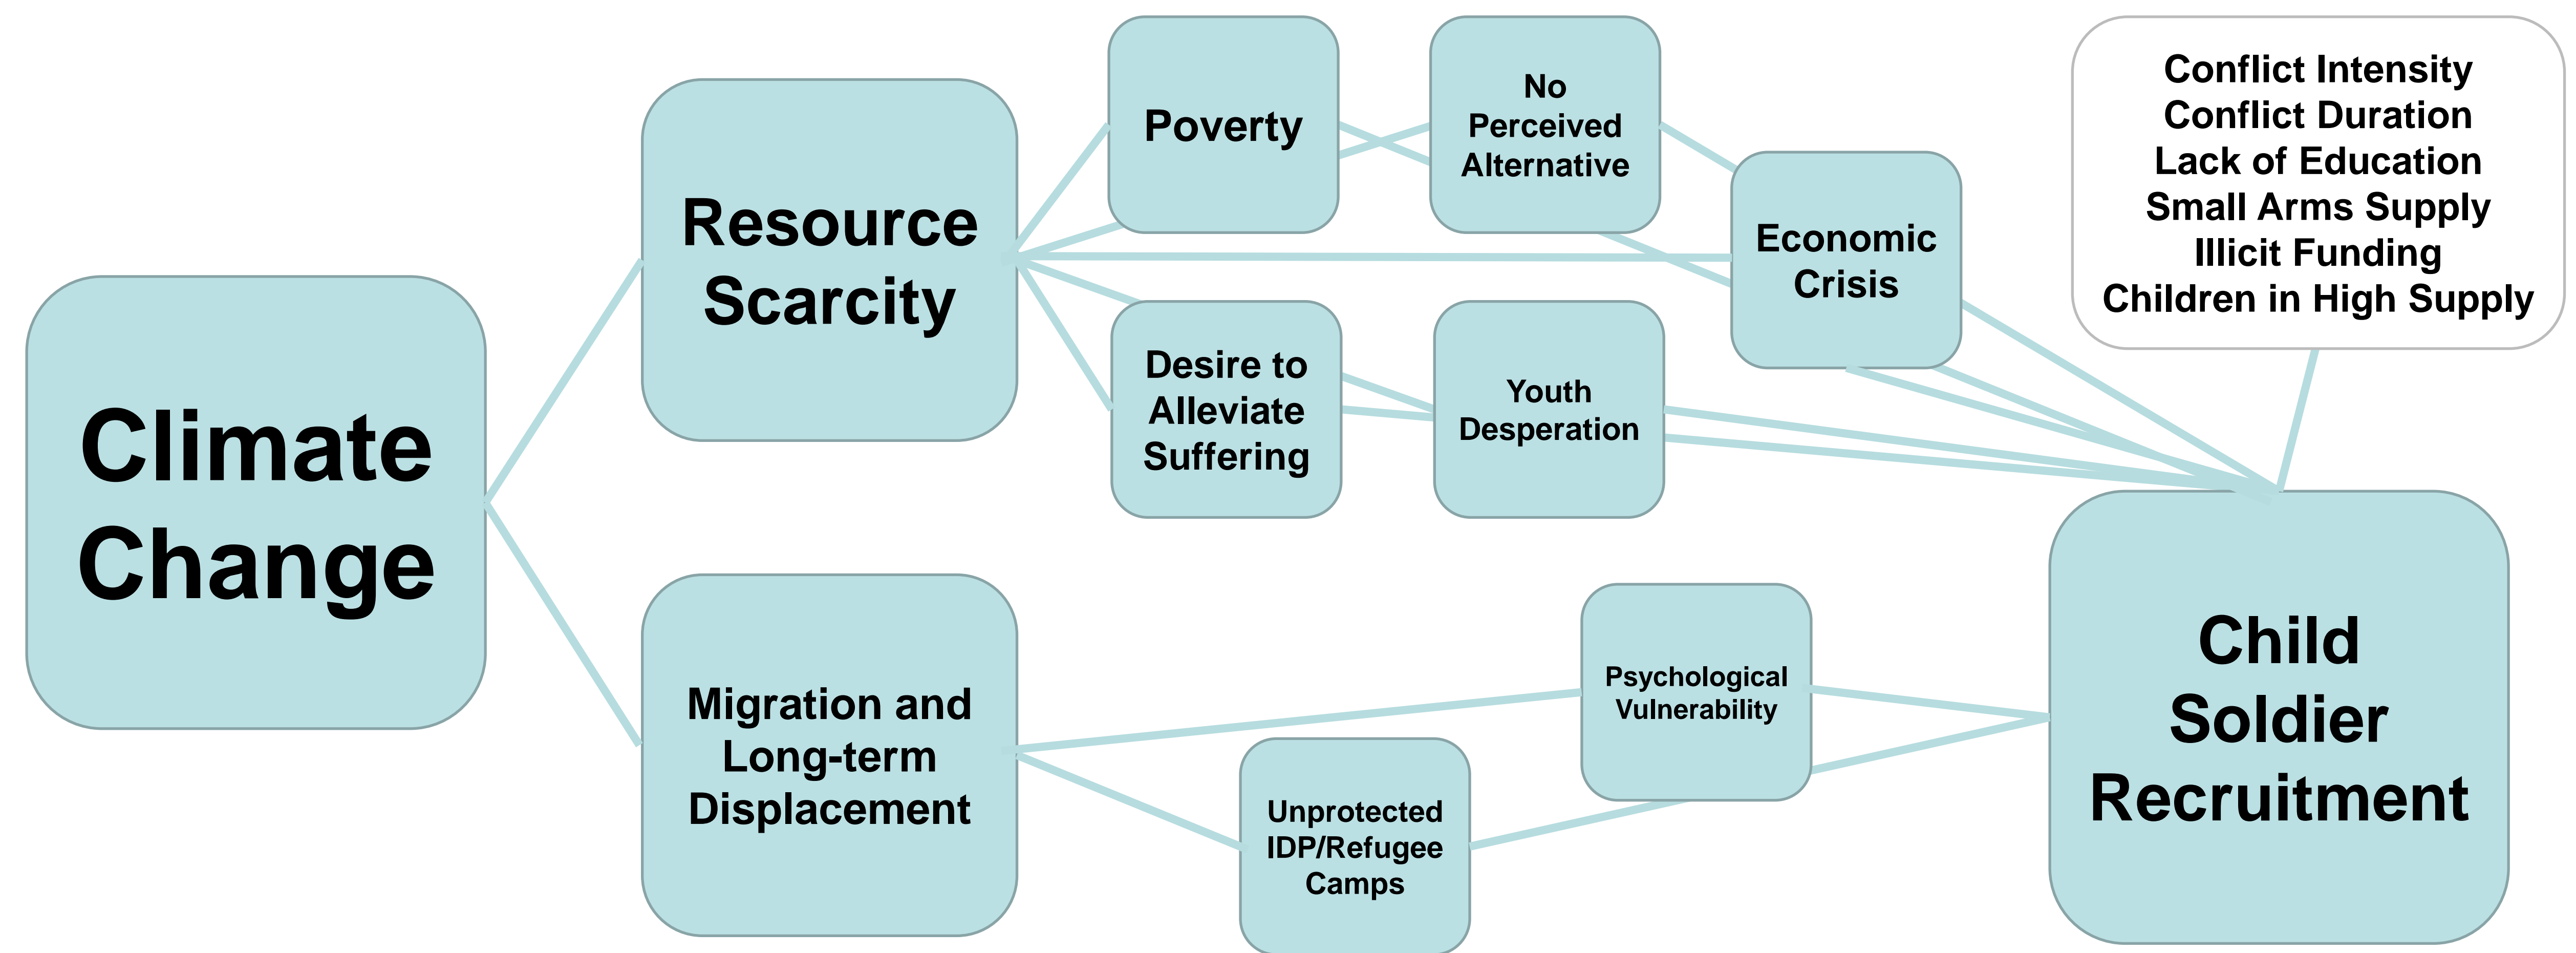 Climate
Change
Resource
Scarcity
Migration and
Long-term
Displacement
Poverty
No
Perceived
Alternative
Economic
Crisis
Desire to
Alleviate
Suffering
Youth
Desperation
Psychological
Vulnerability
Unprotected
IDP/Refugee
Camps
Conflict Intensity
Conflict Duration
Lack of Education
Small Arms Supply
Illicit Funding
Children in High Supply
Child
Soldier
Recruitment